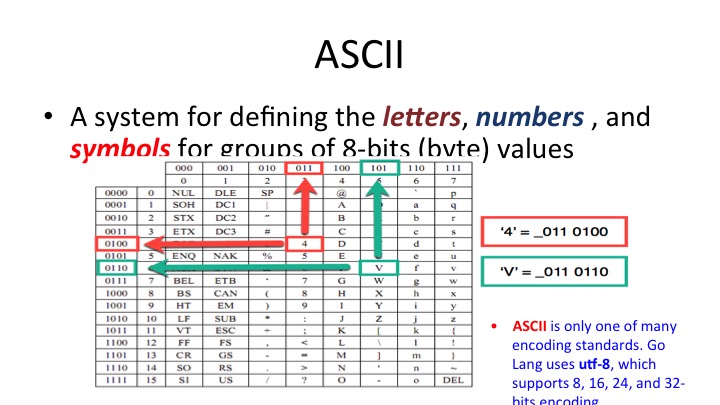 ASCII
• A system for defining the letters, numbers , and
symbols for groups of 8-bits (byte) values
000 001 010 011 100 101 110 111
0 1 2 4 6 7
0000 0 NUL DLE SP @ ` p
0001 1 SOH DC1 | A a q
0010 2 STX DC2 " B b r
0011 3 ETX DC3 # C c s
0100 4 D d t
0101 5 ENQ NAK % 5 E e u
0110 V f v
0111 7 BEL ETB ' 7 G W g w
1000 8 BS CAN ( 8 H X h x
1001 9 HT EM ) 9 I Y i y
1010 10 LF SUB * : J Z j z
1011 11 VT ESC + ; K [ k {
1100 12 FF FS , < L \ l !
1101 13 CR GS - = M ] m }
1110 14 SO RS . > N ' n ~
1111 15 SI US / ? O - o DEL
‘4’ = _011 0100
‘V’ = _011 0110
• ASCII is only one of many
encoding standards. Go
Lang uses utf-8, which
supports 8, 16, 24, and 32-
bits encoding